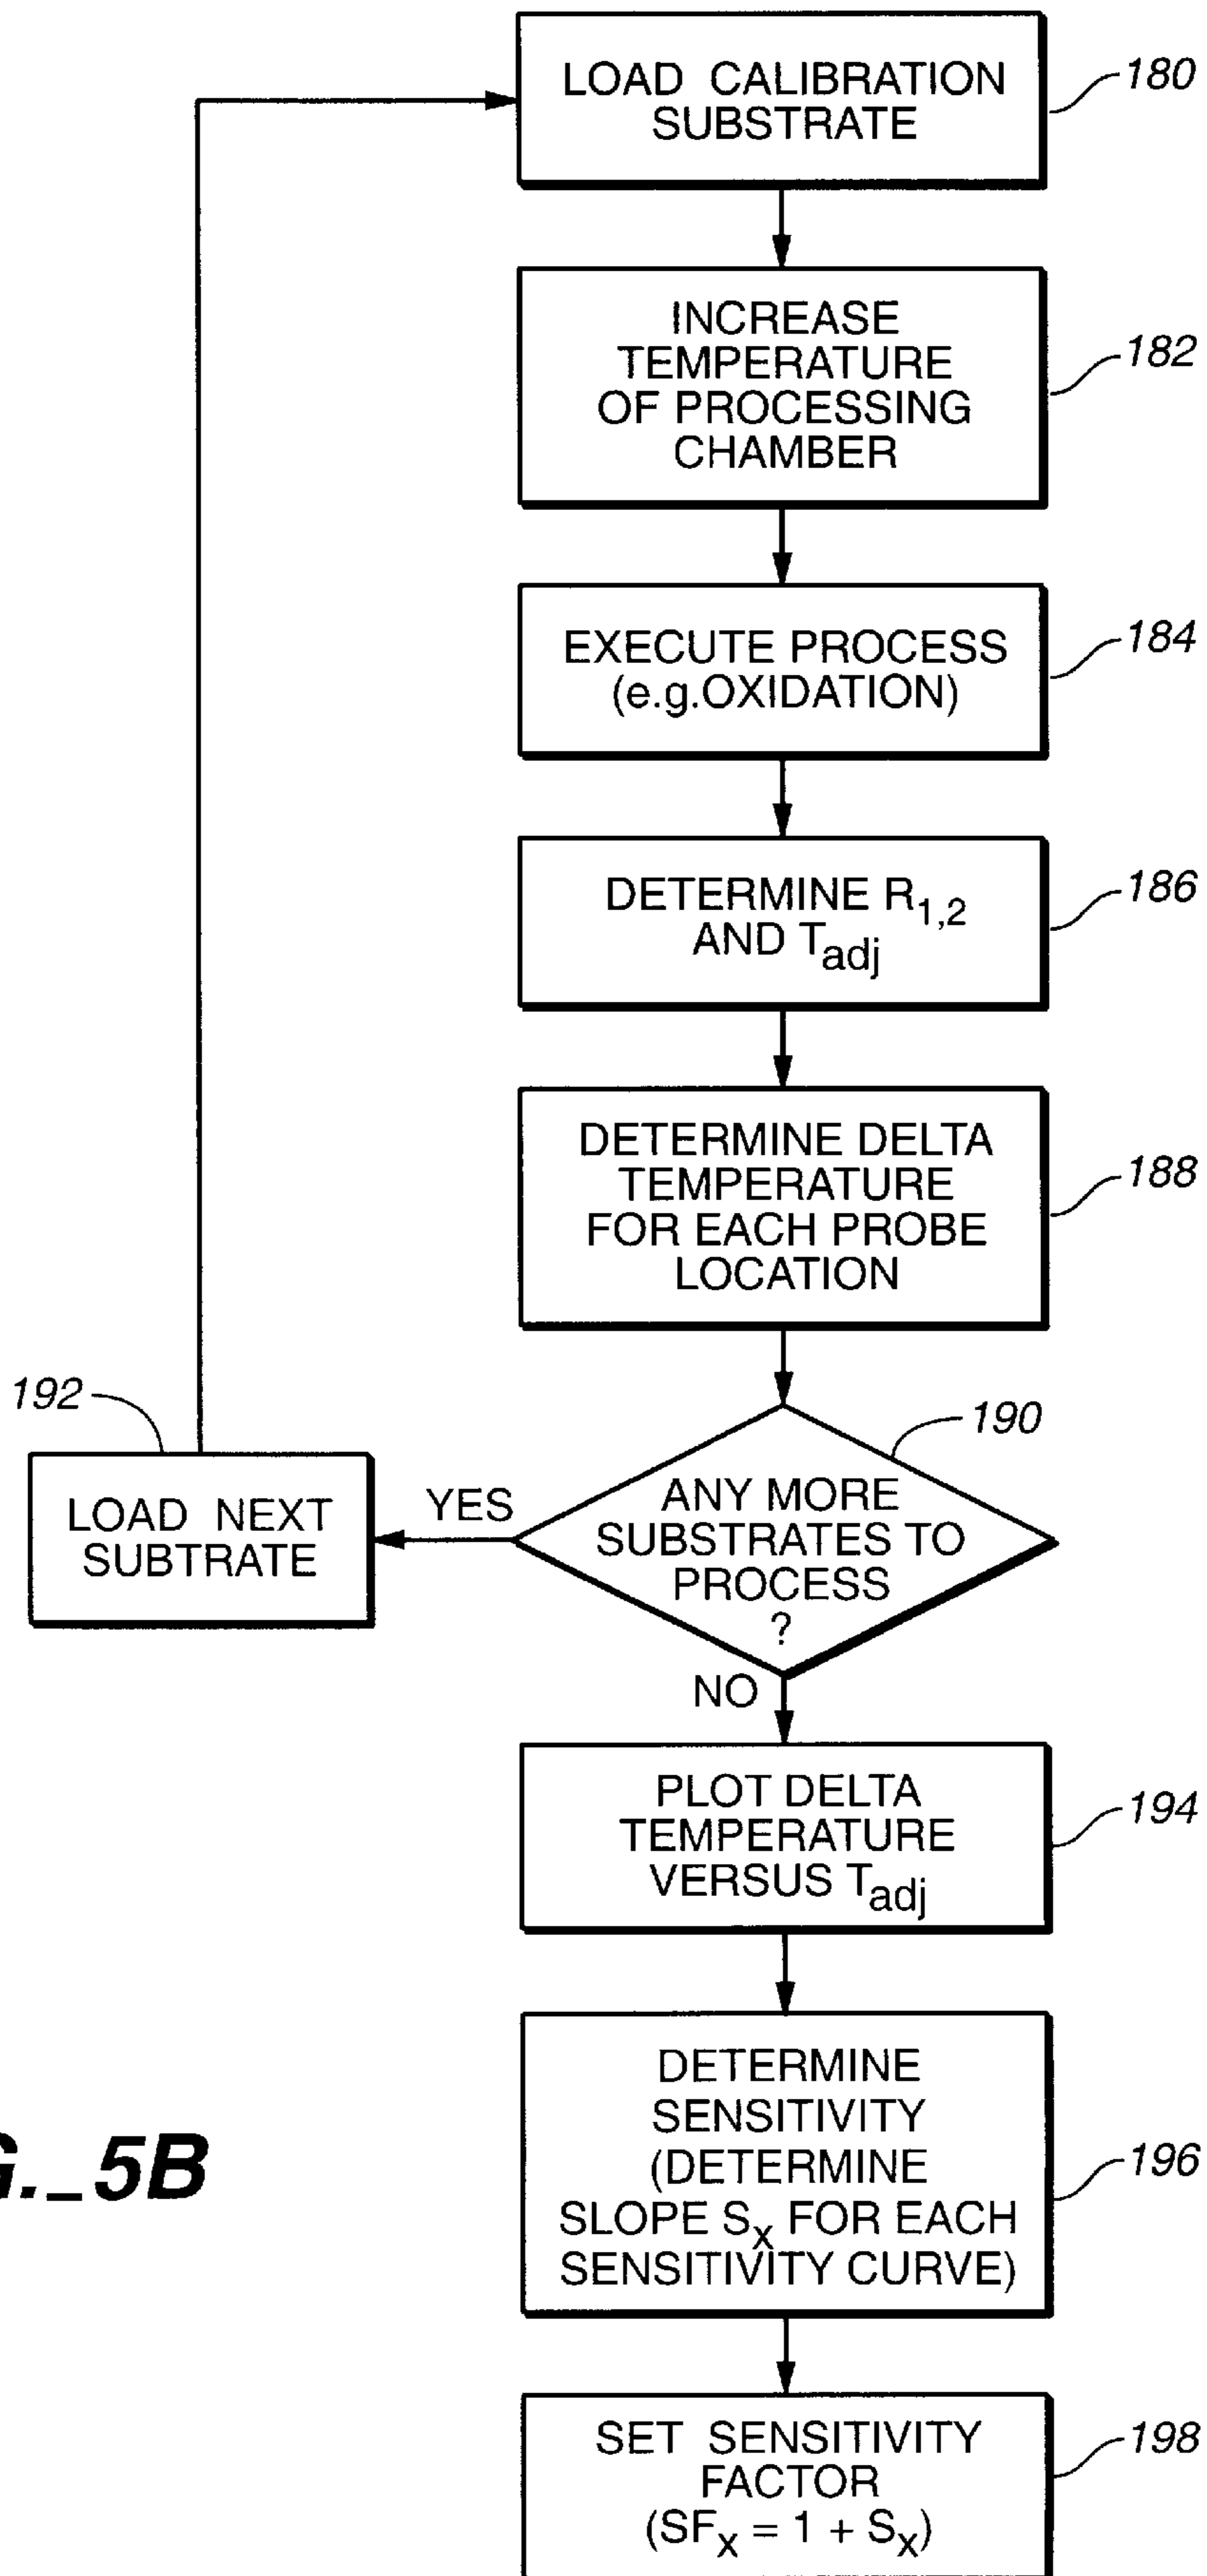 LOAD CALIBRATION
SUBSTRATE
180
INCREASE
TEMPERATURE
OF PROCESSING
CHAMBER
182
EXECUTE PROCESS
(e.g.OXIDATION)
184
DETERMINE R1,2
AND Tadj
186
DETERMINE DELTA
TEMPERATURE
FOR EACH PROBE
LOCATION
188
192
190
LOAD NEXT
SUBTRATE
YES
ANY MORE
SUBSTRATES TO
PROCESS
?
NO
PLOT DELTA
TEMPERATURE
VERSUS Tadj
194
DETERMINE
SENSITIVITY
(DETERMINE
SLOPE Sx FOR EACH
SENSITIVITY CURVE)
196
G._5B
SET SENSITIVITY
FACTOR
(SFx = 1 + Sx)
198